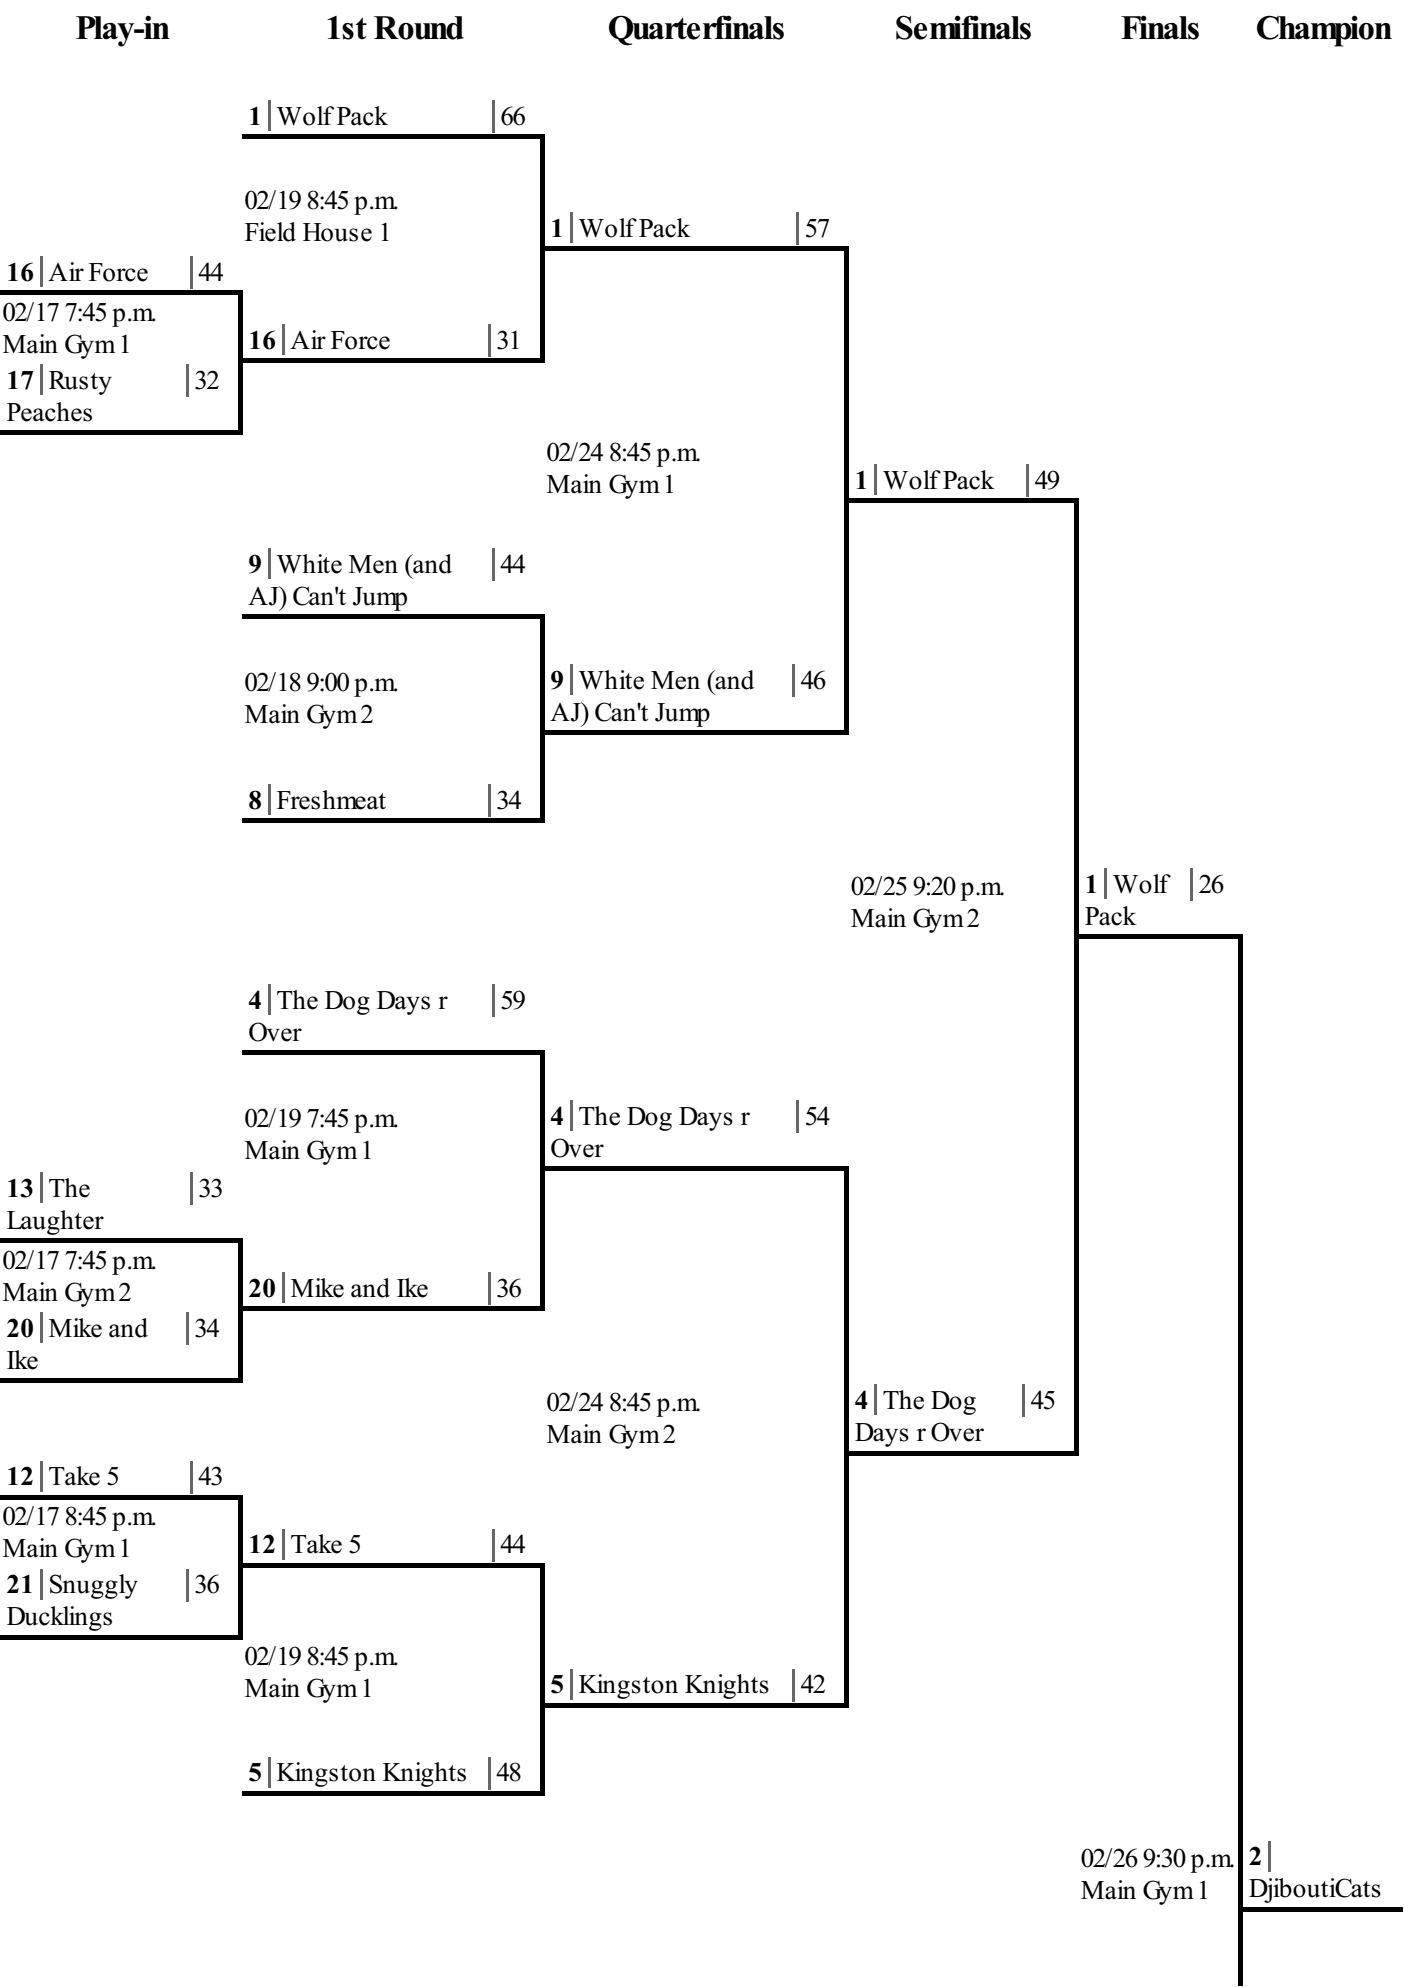 Play-in 1st Round Quarterfinals Semifinals Finals Champion
1 Wolf Pack 66
02/19 8:45 p.m.
Field House 1
1 Wolf Pack 57
16 Air Force 44
02/17 7:45 p.m.
Main Gym 1
16 Air Force 31
17 Rusty 32
Peaches
02/24 8:45 p.m.
Main Gym 1
1 Wolf Pack 49
9 White Men (and 44
AJ) Can't Jump
02/18 9:00 p.m.
Main Gym 2
9 White Men (and 46
AJ) Can't Jump
8 Freshmeat 34
02/25 9:20 p.m.
Main Gym 2
1 Wolf 26
Pack
4 The Dog Days r 59
Over
02/19 7:45 p.m.
Main Gym 1
4 The Dog Days r 54
Over
13 The 33
Laughter
02/17 7:45 p.m.
Main Gym 2
20 Mike and Ike 36
20 Mike and 34
Ike
02/24 8:45 p.m.
Main Gym 2
4 The Dog 45
Days r Over
12 Take 5 43
02/17 8:45 p.m.
Main Gym 1
12 Take 5 44
21 Snuggly 36
Ducklings
02/19 8:45 p.m.
Main Gym 1
5 Kingston Knights 42
5 Kingston Knights 48
02/26 9:30 p.m.
Main Gym 1
2
DjiboutiCats